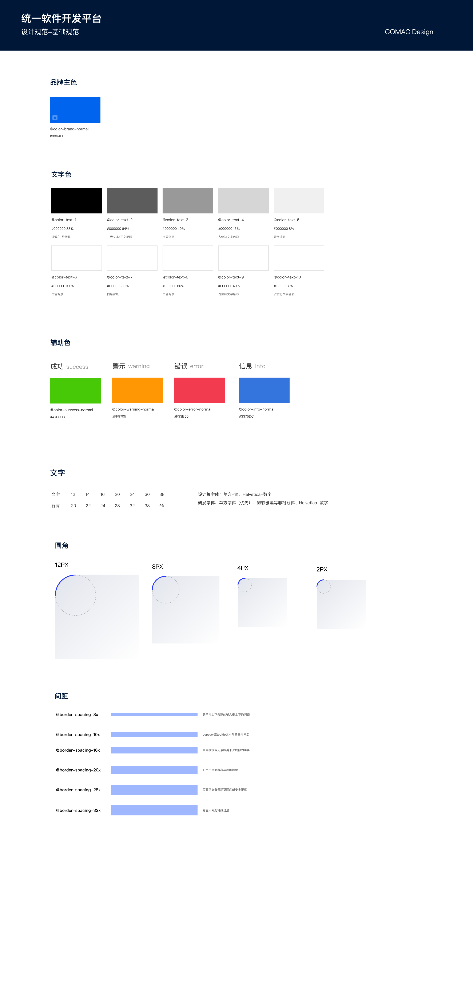 统一软件开发平台
设计规范-基础规范
COMAC Design
品牌主色
@color-brand-normal
#0064EF
文字色
@color-text-1 @color-text-2 @color-text-3 @color-text-4 @color-text-5
#000000 88% #000000 64% #000000 40% #000000 16% #000000 8%
强调/一级标题 二级文本/正文标题 次要信息 占位符文字色彩 置灰消息
@color-text-6 @color-text-7 @color-text-8 @color-text-9 @color-text-10
#FFFFFF 100% #FFFFFF 80% #FFFFFF 60% #FFFFFF 40% #FFFFFF 8%
白色背景 白色背景 白色背景 占位符文字色彩 占位符文字色彩
辅助色
成功 success 警示 warning 错误 error 信息 info
@color-success-normal @color-warning-normal @color-error-normal @color-info-normal
#47C908 #FF9705 #F33B50 #3375DC
文字
文字 12 14 16 20 24 30 38
行高 20 22 24 28 32 38 46
设计稿字体：苹方-简、Helvetica-数字
研发字体：苹方字体（优先）、微软雅黑等非衬线体、Helvetica-数字
圆角
12PX 8PX 4PX 2PX
间距
@border-spacing-8x 表单内上下关联的输入框上下的间距
@border-spacing-10x popover或tooltip文本与背景内间距
@border-spacing-16x 常用模块或元素距离卡片底部的距离
@border-spacing-20x 可用于页面版心与周围间距
@border-spacing-28x 页面正文背景距页面底部安全距离
@border-spacing-32x 界面大间距特殊场景